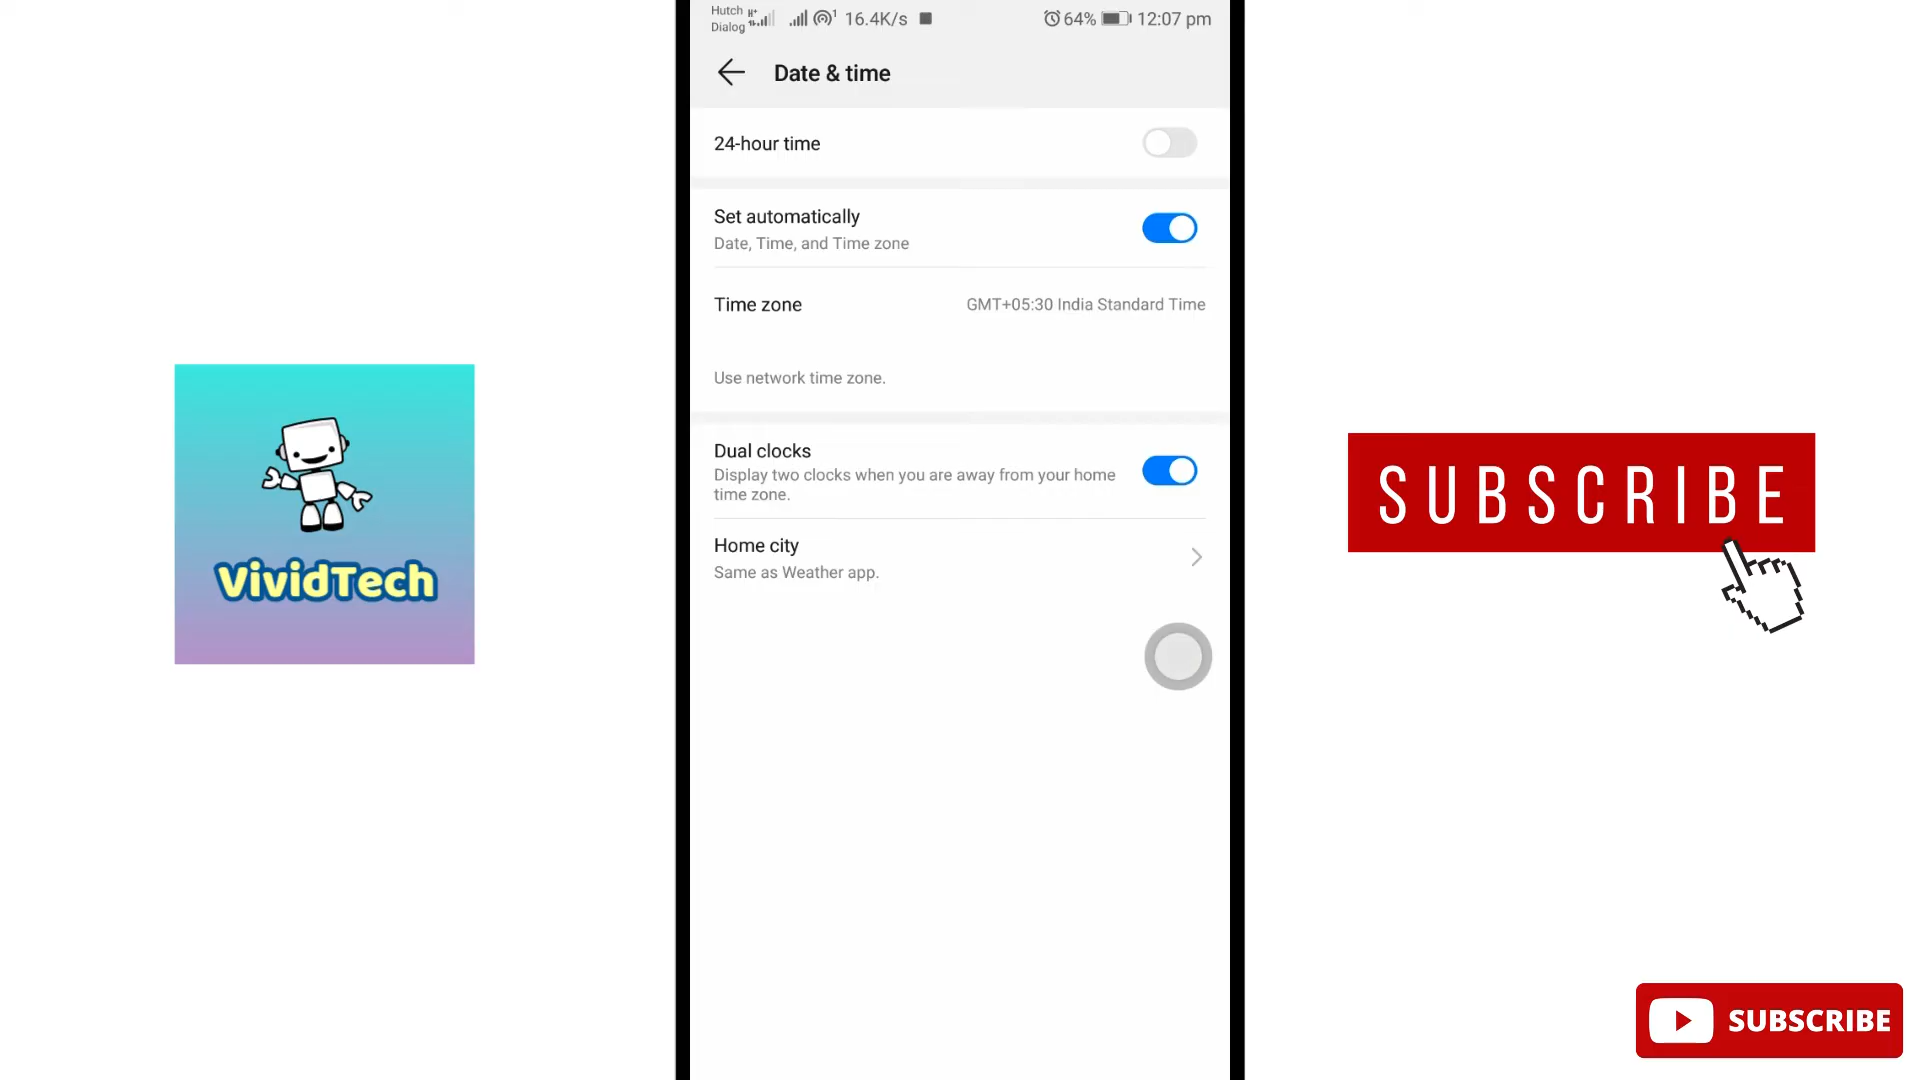 Hutch
Dialog
16.4K/s
64%
12:07 pm
Date & time
24-hour time
Set automatically
Date, Time, and Time zone
Time zone
GMT+05:30 India Standard Time
Use network time zone.
Dual clocks
Display two clocks when you are away from your home
time zone.
Home city
Same as Weather app.
VividTech
SUBSCRIBE
SUBSCRIBE